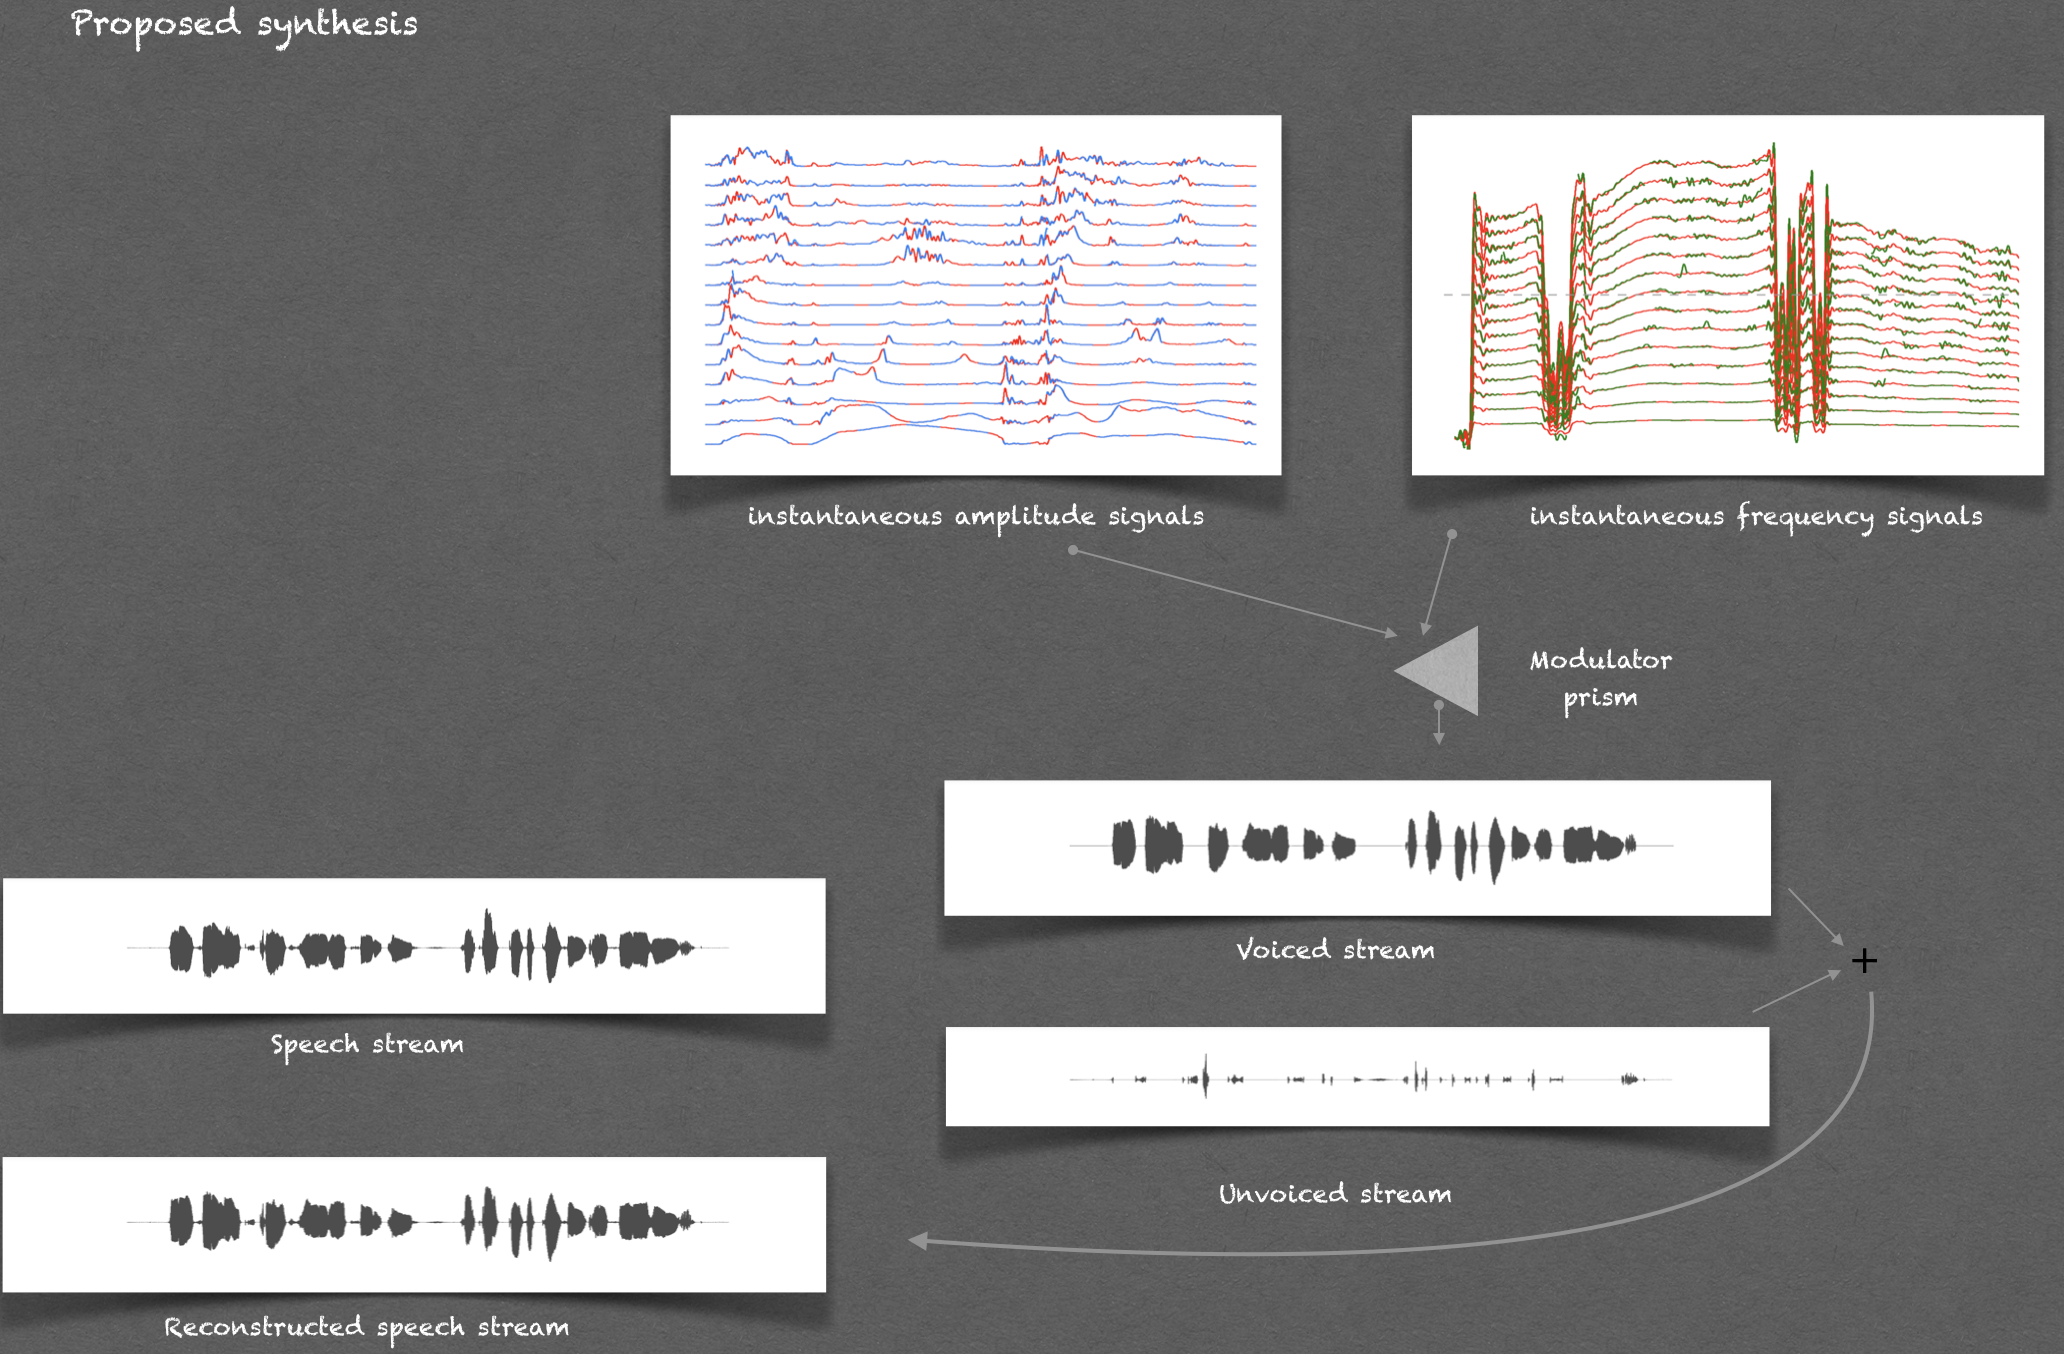 Proposed synthesis
instantaneous amplitude signals
instantaneous frequency signals
Modulator
prism
Voiced stream
+
Speech stream
Unvoiced stream
Reconstructed speech stream